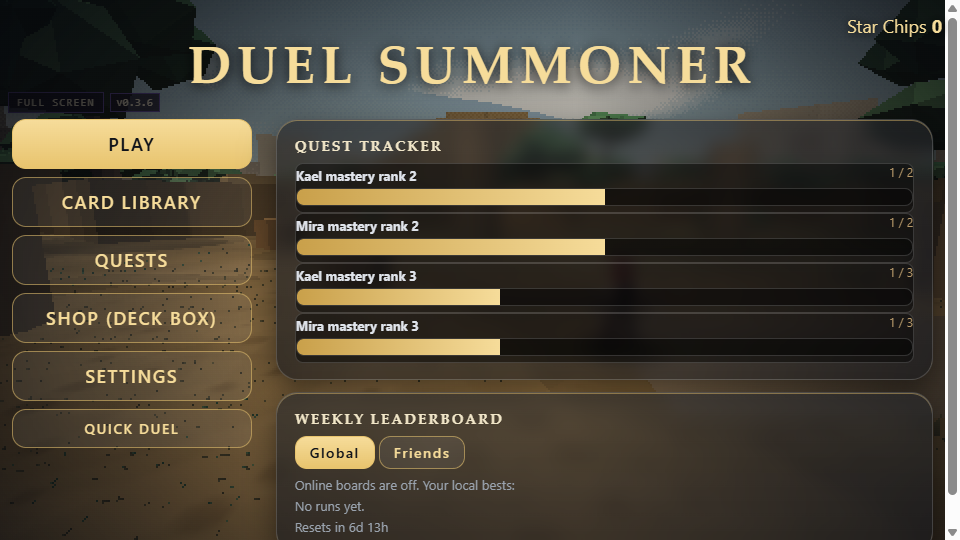 Star Chips 0
DUEL SUMMONER
FULL SCREEN
v0.3.6
PLAY
CARD LIBRARY
QUESTS
SHOP (DECK BOX)
SETTINGS
QUICK DUEL
QUEST TRACKER
Kael mastery rank 2
1 / 2
Mira mastery rank 2
1 / 2
Kael mastery rank 3
1 / 3
Mira mastery rank 3
1 / 3
WEEKLY LEADERBOARD
Global
Friends
Online boards are off. Your local bests:
No runs yet.
Resets in 6d 13h